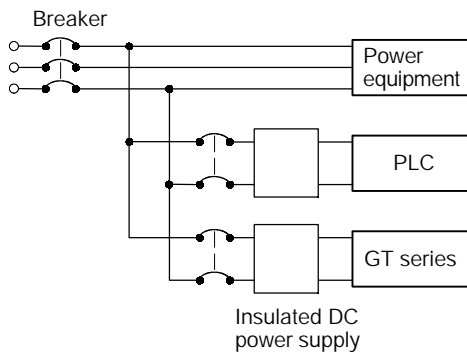 Breaker
Power
equipment
PLC
GT series
Insulated DC
power supply